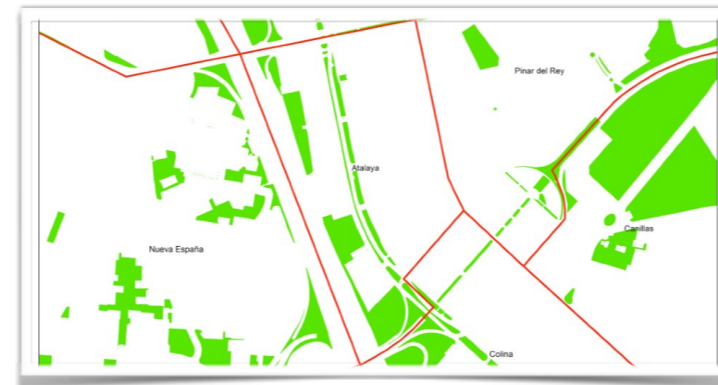 Pinar del Rey
Atalaya
Canillas
Nueva España
Colina